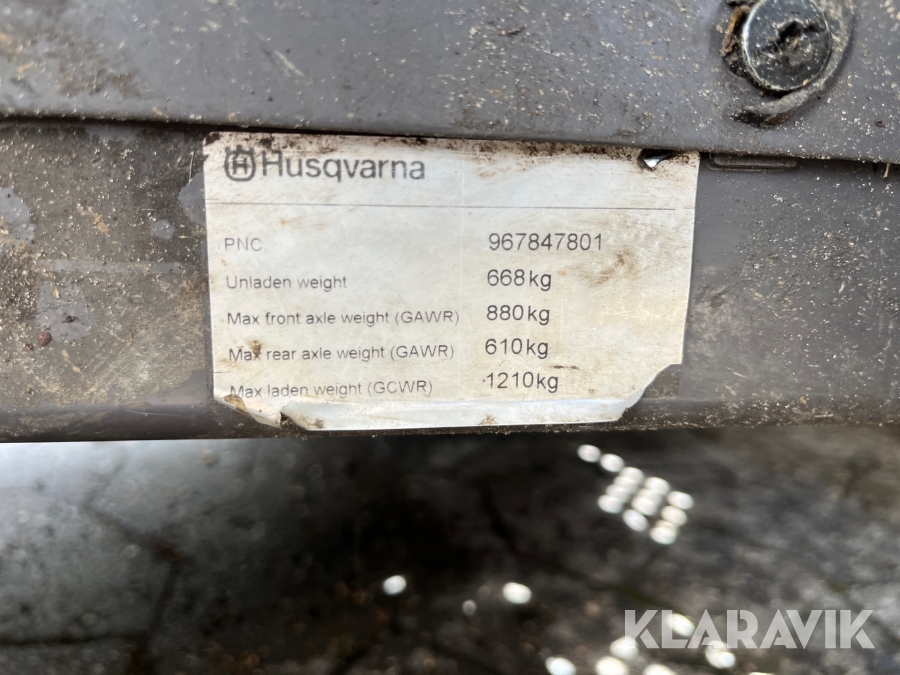 Husqvarna
PNC 967847801
Unladen weight 668kg
Max front axle weight (GAWR) 880kg
Max rear axle weight (GAWR) 610kg
Max laden weight (GCWR) 1210kg
KLARAVIK